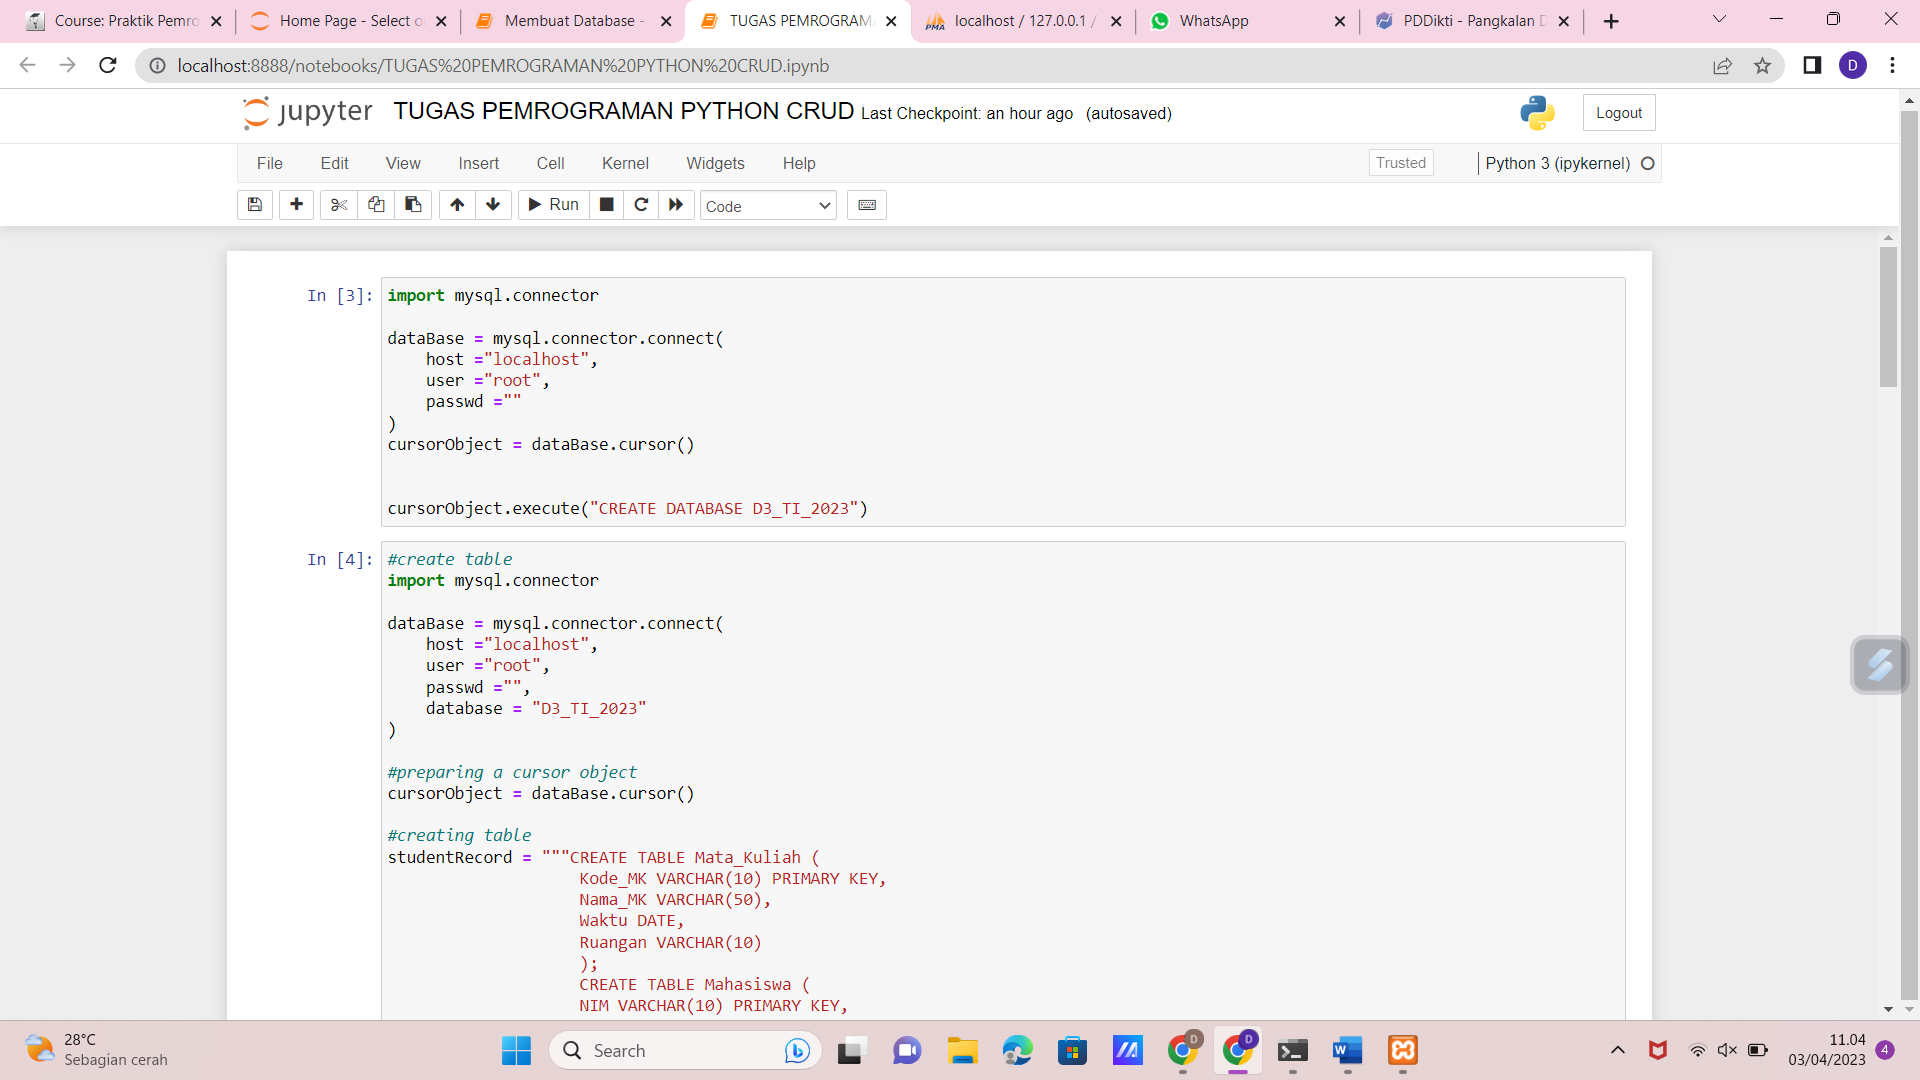 Course: Praktik Pemro
Home Page - Select o
Membuat Database -
TUGAS PEMROGRAM
localhost / 127.0.0.1 /
WhatsApp
PDDikti - Pangkalan D
localhost:8888/notebooks/TUGAS%20PEMROGRAMAN%20PYTHON%20CRUD.ipynb
D
jupyter TUGAS PEMROGRAMAN PYTHON CRUD Last Checkpoint: an hour ago (autosaved)
Logout
File Edit View Insert Cell Kernel Widgets Help
Trusted
Python 3 (ipykernel)
Run
Code
In [3]:
import mysql.connector
dataBase = mysql.connector.connect(
    host ="localhost",
    user ="root",
    passwd =""
)
cursorObject = dataBase.cursor()
cursorObject.execute("CREATE DATABASE D3_TI_2023")
In [4]:
#create table
import mysql.connector
dataBase = mysql.connector.connect(
    host ="localhost",
    user ="root",
    passwd ="",
    database = "D3_TI_2023"
)
#preparing a cursor object
cursorObject = dataBase.cursor()
#creating table
studentRecord = """CREATE TABLE Mata_Kuliah (
                    Kode_MK VARCHAR(10) PRIMARY KEY,
                    Nama_MK VARCHAR(50),
                    Waktu DATE,
                    Ruangan VARCHAR(10)
                    );
                    CREATE TABLE Mahasiswa (
                    NIM VARCHAR(10) PRIMARY KEY,
28°C
Sebagian cerah
Search
11.04
03/04/2023
4